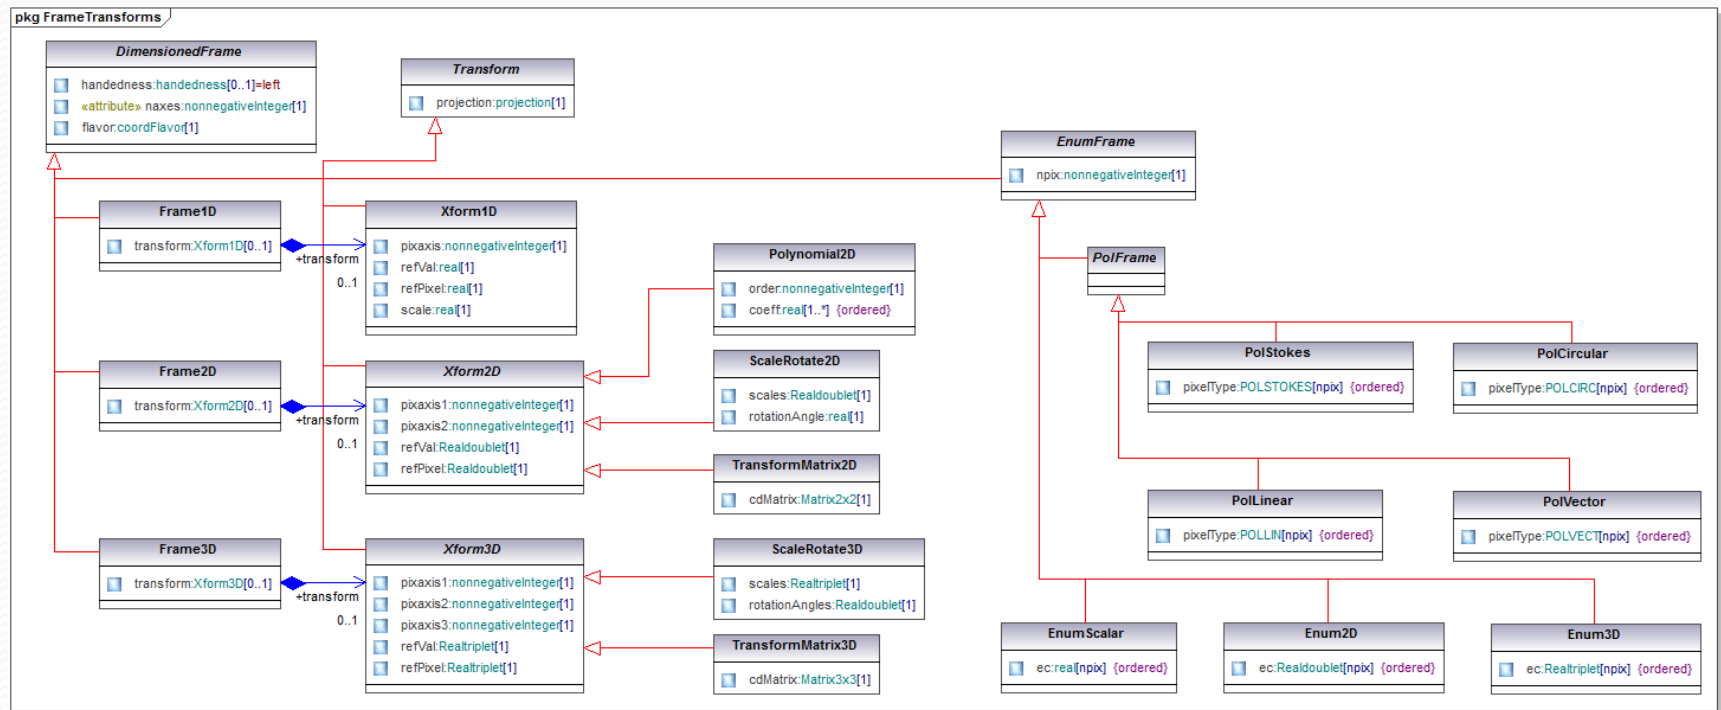 pkg FrameTransforms
DimensionedFrame
handedness:handedness[0..1]=left
«attribute» naxes:nonnegativeInteger[1]
flavor:coordFlavor[1]
Transform
projection:projection[1]
EnumFrame
npix:nonnegativeInteger[1]
Frame1D
transform:Xform1D[0..1]
+transform
0..1
Xform1D
pixaxis:nonnegativeInteger[1]
refVal:real[1]
refPixel:real[1]
scale:real[1]
Polynomial2D
order:nonnegativeInteger[1]
coeff:real[1..*] {ordered}
PolFrame
PolStokes
pixelType:POLSTOKES[npix] {ordered}
PolCircular
pixelType:POLCIRC[npix] {ordered}
Frame2D
transform:Xform2D[0..1]
+transform
0..1
Xform2D
pixaxis1:nonnegativeInteger[1]
pixaxis2:nonnegativeInteger[1]
refVal:Realdoublet[1]
refPixel:Realdoublet[1]
ScaleRotate2D
scales:Realdoublet[1]
rotationAngle:real[1]
TransformMatrix2D
cdMatrix:Matrix2x2[1]
PolLinear
pixelType:POLLIN[npix] {ordered}
PolVector
pixelType:POLVECT[npix] {ordered}
Frame3D
transform:Xform3D[0..1]
+transform
0..1
Xform3D
pixaxis1:nonnegativeInteger[1]
pixaxis2:nonnegativeInteger[1]
pixaxis3:nonnegativeInteger[1]
refVal:Realtriplet[1]
refPixel:Realtriplet[1]
ScaleRotate3D
scales:Realtriplet[1]
rotationAngles:Realdoublet[1]
TransformMatrix3D
cdMatrix:Matrix3x3[1]
EnumScalar
ec:real[npix] {ordered}
Enum2D
ec:Realdoublet[npix] {ordered}
Enum3D
ec:Realtriplet[npix] {ordered}